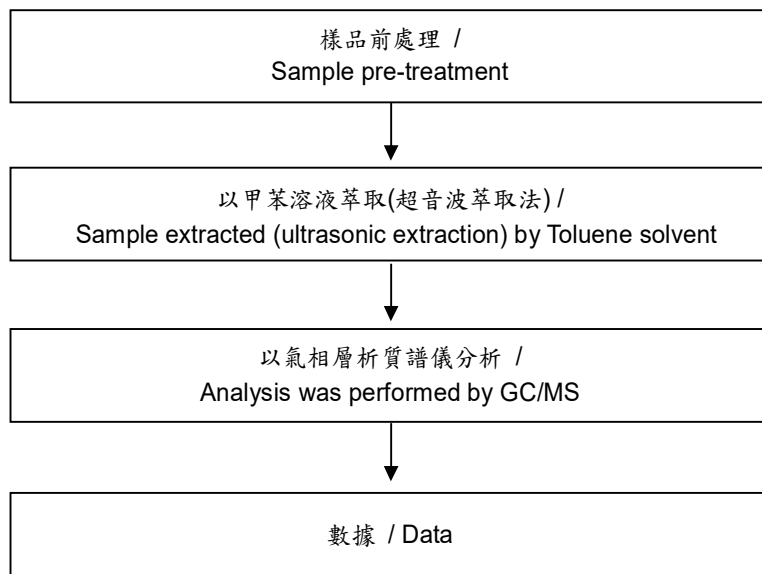 樣品前處理 /
Sample pre-treatment
以甲苯溶液萃取(超音波萃取法) /
Sample extracted (ultrasonic extraction) by Toluene solvent
以氣相層析質譜儀分析 /
Analysis was performed by GC/MS
數據 / Data